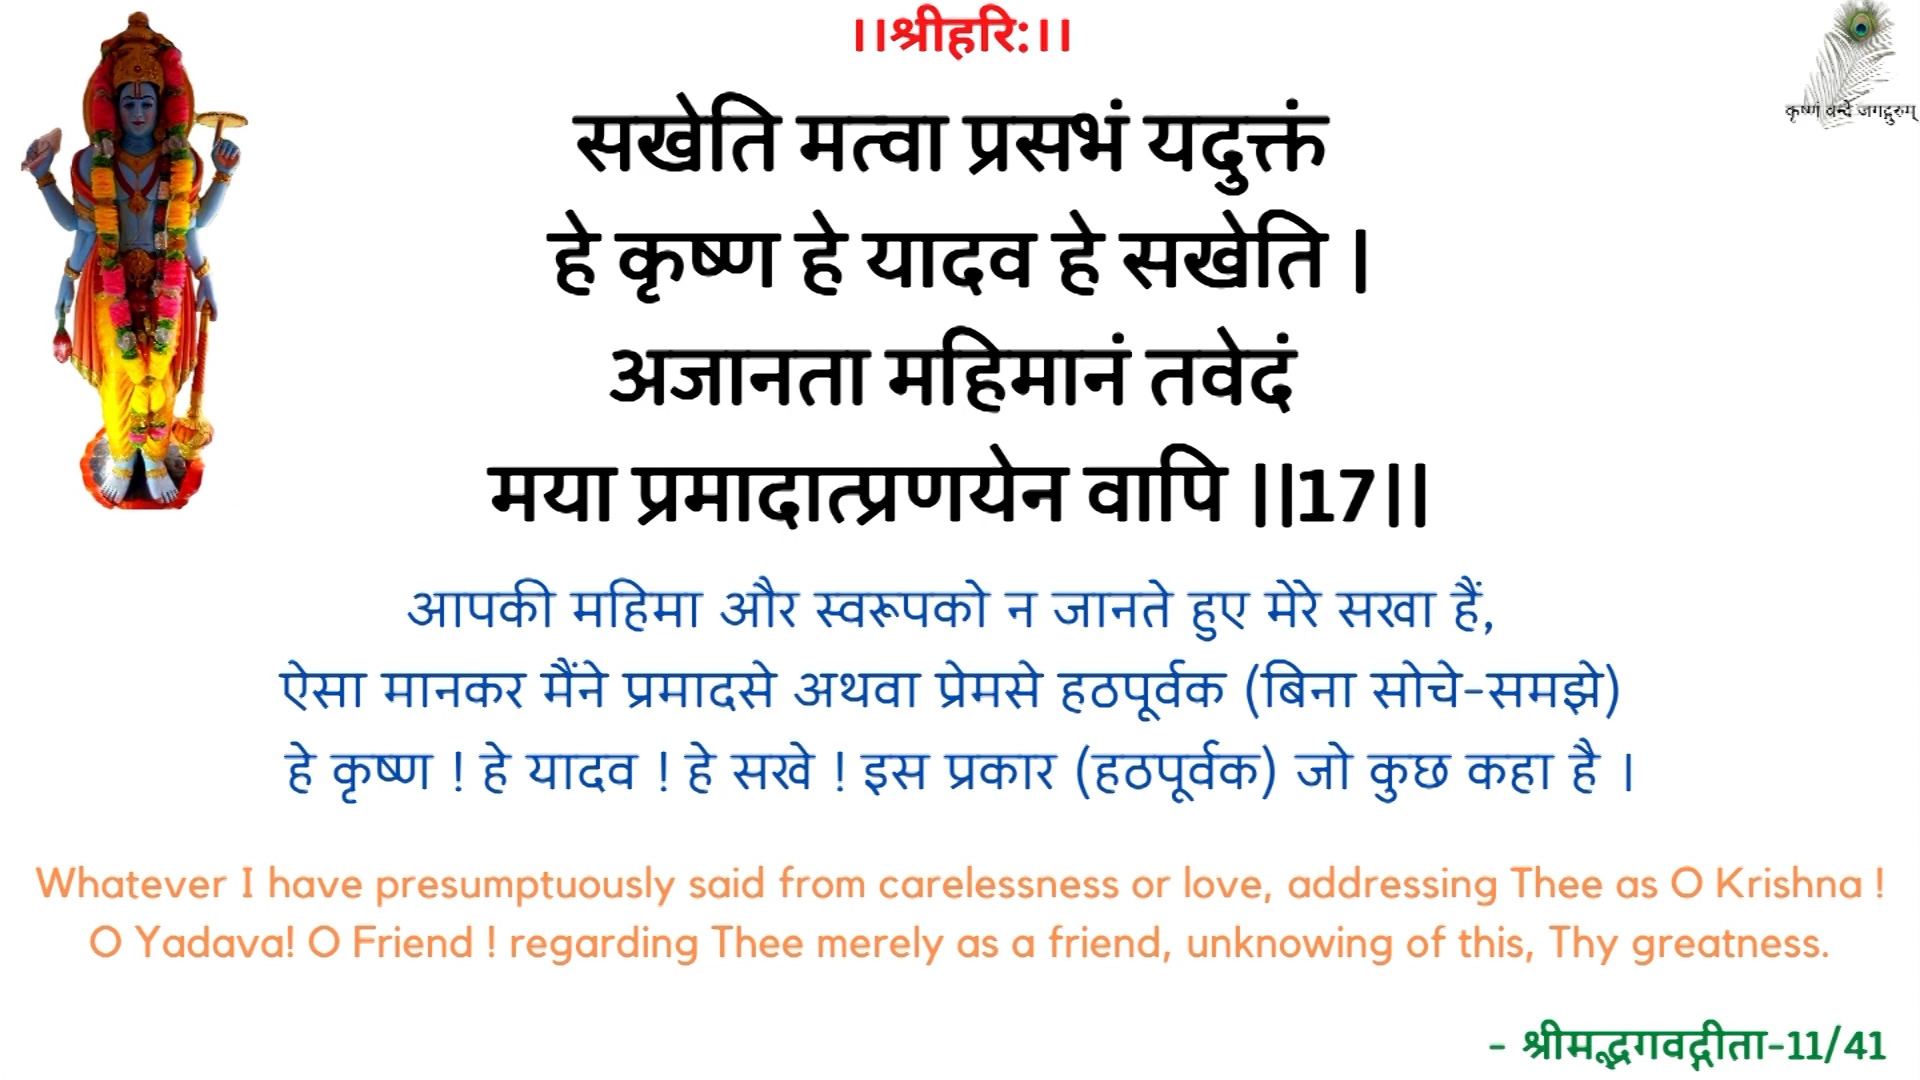 ।।श्रीहरि:।।
कृष्णं वन्दे जगद्गुरुम्
सखेति मत्वा प्रसभं यदुक्तं
हे कृष्ण हे यादव हे सखेति |
अजानता महिमानं तवेदं
मया प्रमादात्प्रणयेन वापि ||17||
आपकी महिमा और स्वरूपको न जानते हुए मेरे सखा हैं,
ऐसा मानकर मैंने प्रमादसे अथवा प्रेमसे हठपूर्वक (बिना सोचे-समझे)
हे कृष्ण ! हे यादव ! हे सखे ! इस प्रकार (हठपूर्वक) जो कुछ कहा है ।
Whatever I have presumptuously said from carelessness or love, addressing Thee as O Krishna !
O Yadava! O Friend ! regarding Thee merely as a friend, unknowing of this, Thy greatness.
- श्रीमद्भगवद्गीता-11/41